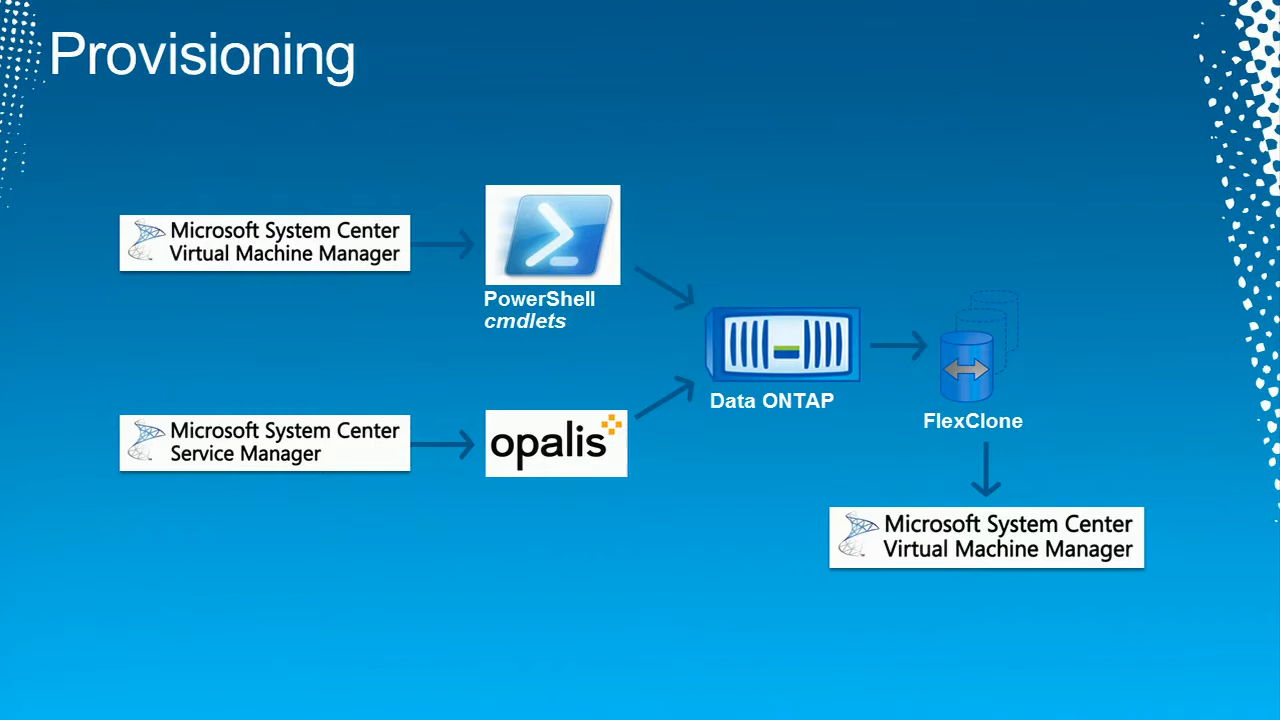 Provisioning
Microsoft System Center
Virtual Machine Manager
PowerShell
cmdlets
Data ONTAP
FlexClone
Microsoft System Center
Service Manager
opalis
Microsoft System Center
Virtual Machine Manager